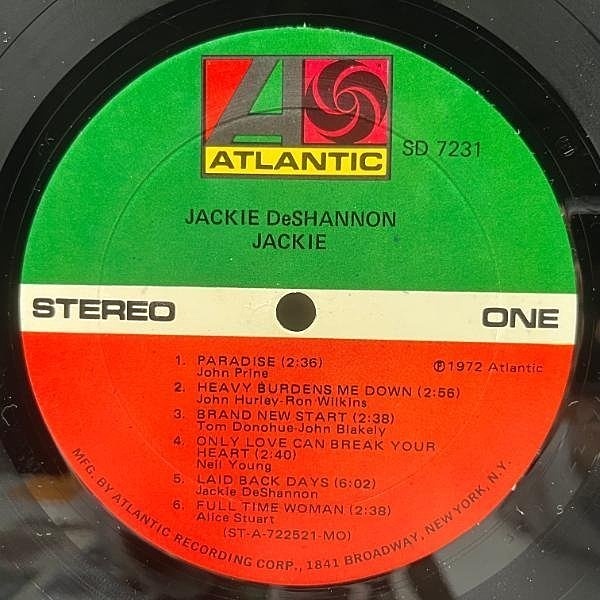 ATLANTIC
SD 7231
JACKIE DeSHANNON
JACKIE
STEREO
ONE
1. PARADISE (2:36)
John Prine
℗1972 Atlantic
2. HEAVY BURDENS ME DOWN (2:56)
John Hurley-Ron Wilkins
3. BRAND NEW START (2:38)
Tom Donohue-John Blakely
4. ONLY LOVE CAN BREAK YOUR
HEART (2:40)
Neil Young
5. LAID BACK DAYS (6:02)
Jackie DeShannon
6. FULL TIME WOMAN (2:38)
Alice Stuart
(ST-A-722521-MO)
MFG. BY ATLANTIC RECORDING CORP., 1841 BROADWAY, NEW YORK, N.Y.